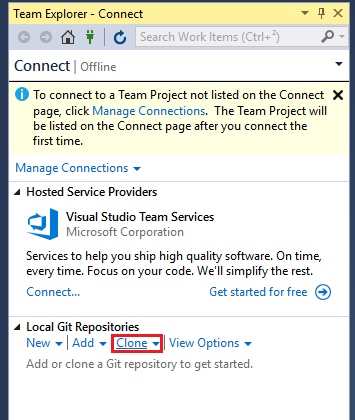 Team Explorer - Connect
Search Work Items (Ctrl+²)
Connect | Offline
To connect to a Team Project not listed on the Connect
page, click Manage Connections. The Team Project will
be listed on the Connect page after you connect the
first time.
Manage Connections
Hosted Service Providers
Visual Studio Team Services
Microsoft Corporation
Services to help you ship high quality software. On time,
every time. Focus on your code. We'll simplify the rest.
Connect... Get started for free
Local Git Repositories
New | Add | Clone | View Options
Add or clone a Git repository to get started.